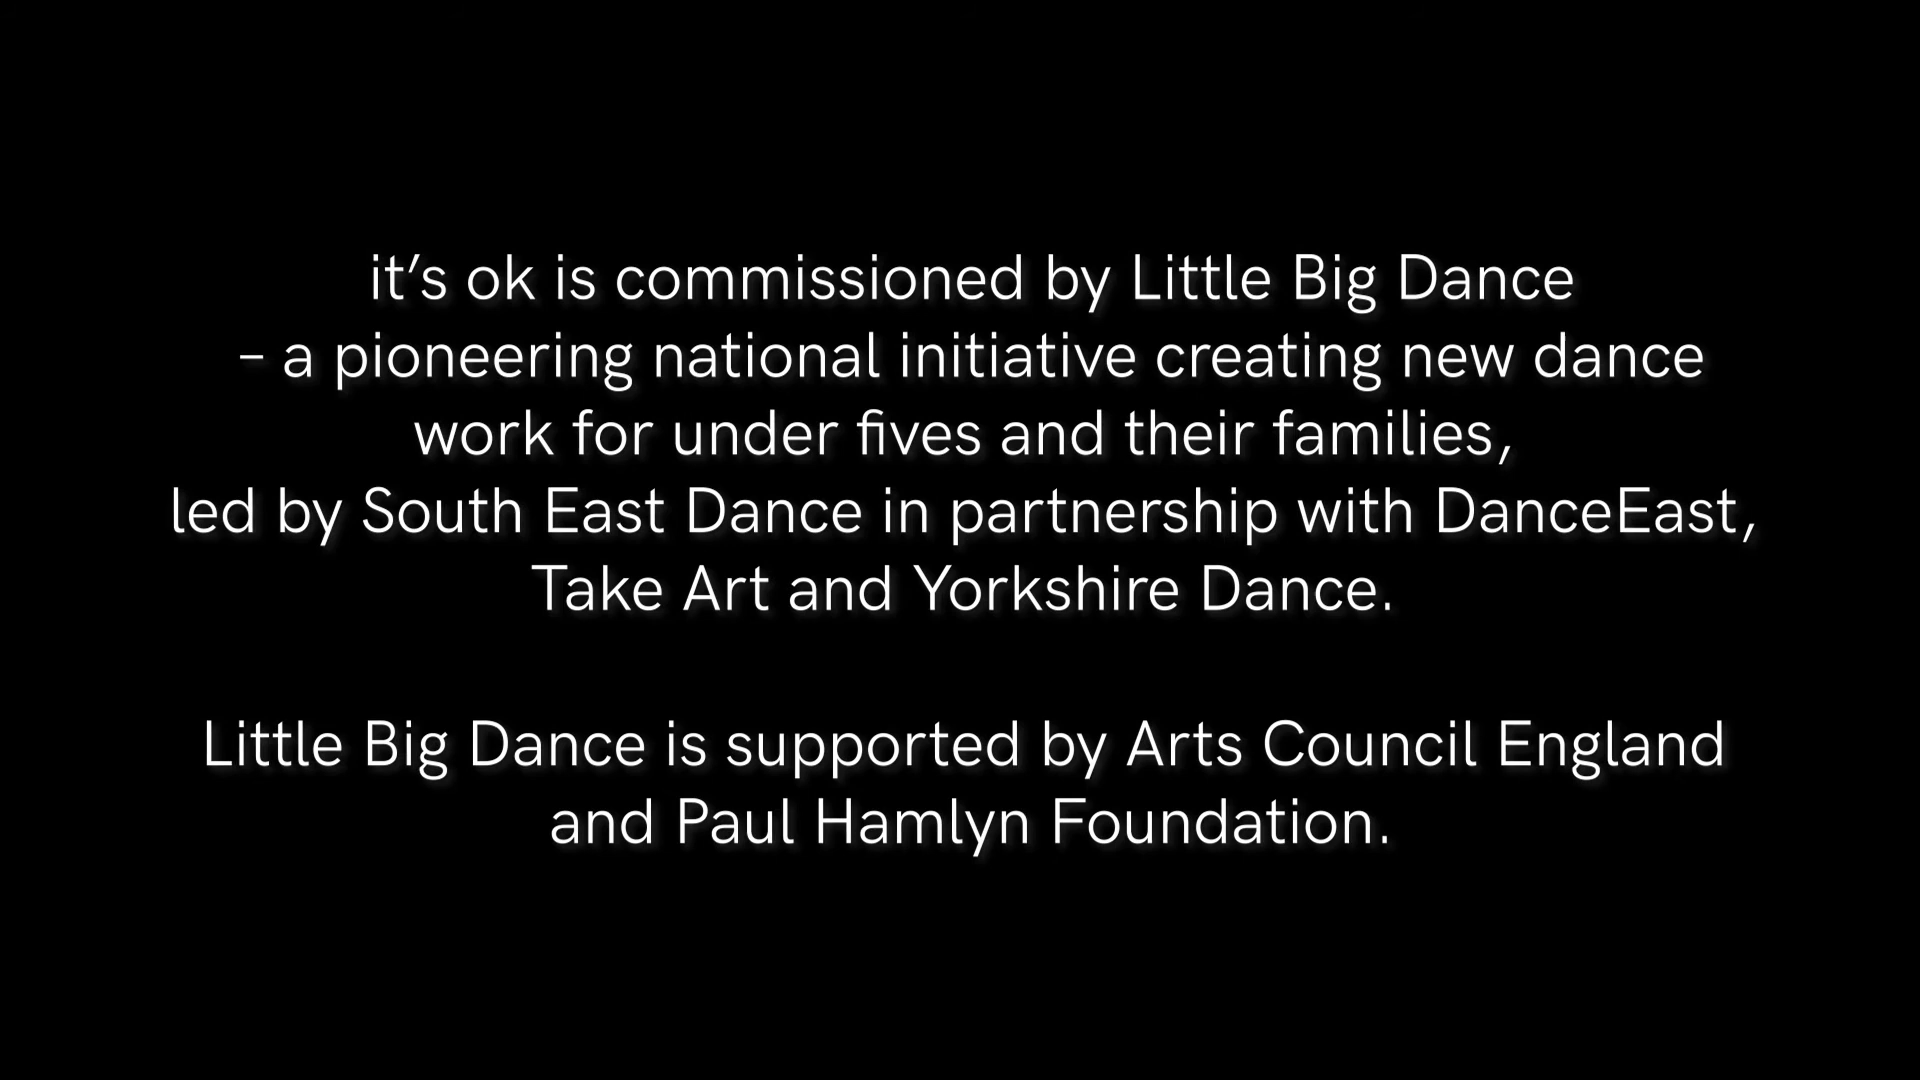 it’s ok is commissioned by Little Big Dance
– a pioneering national initiative creating new dance
work for under fives and their families,
led by South East Dance in partnership with DanceEast,
Take Art and Yorkshire Dance.
Little Big Dance is supported by Arts Council England
and Paul Hamlyn Foundation.